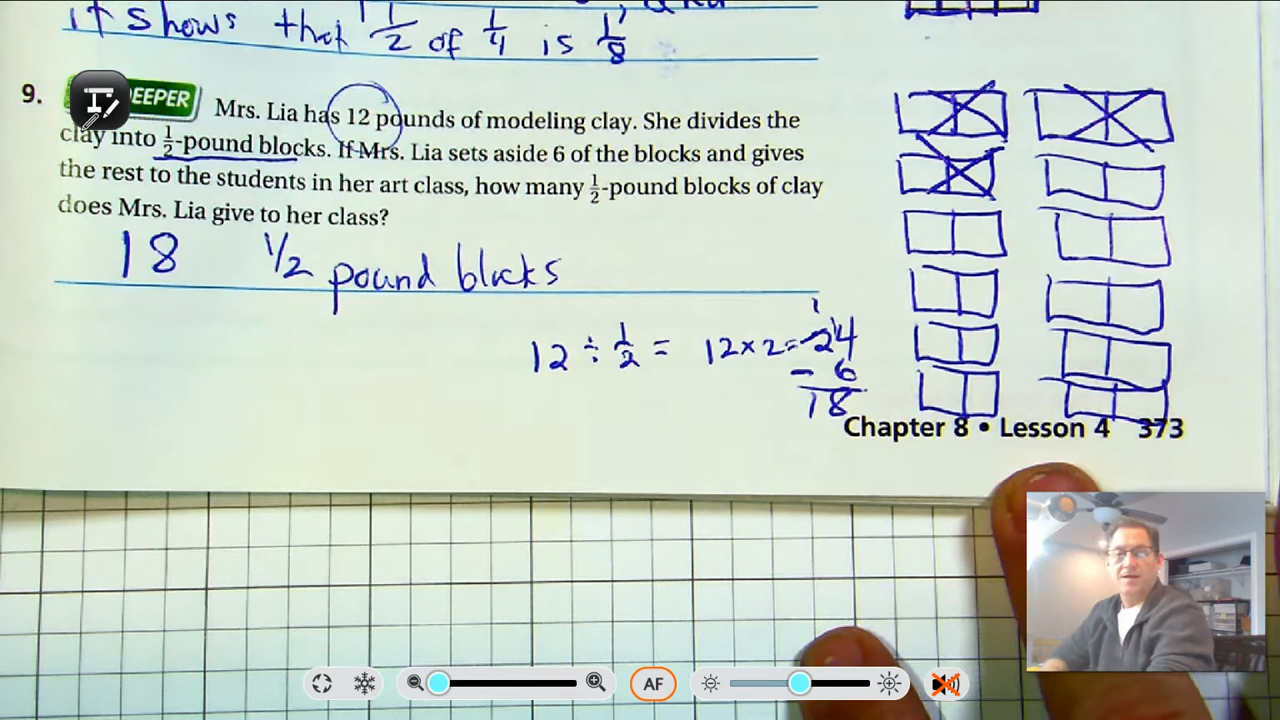 it shows that 1/2 of 1/4 is 1/8
9. EEPER Mrs. Lia has 12 pounds of modeling clay. She divides the
clay into 1/2-pound blocks. If Mrs. Lia sets aside 6 of the blocks and gives
the rest to the students in her art class, how many 1/2-pound blocks of clay
does Mrs. Lia give to her class?
18 1/2 pound blocks
1
12 ÷ 1/2 = 12 × 2 = 24
- 6
18
Chapter 8 • Lesson 4 373
AF